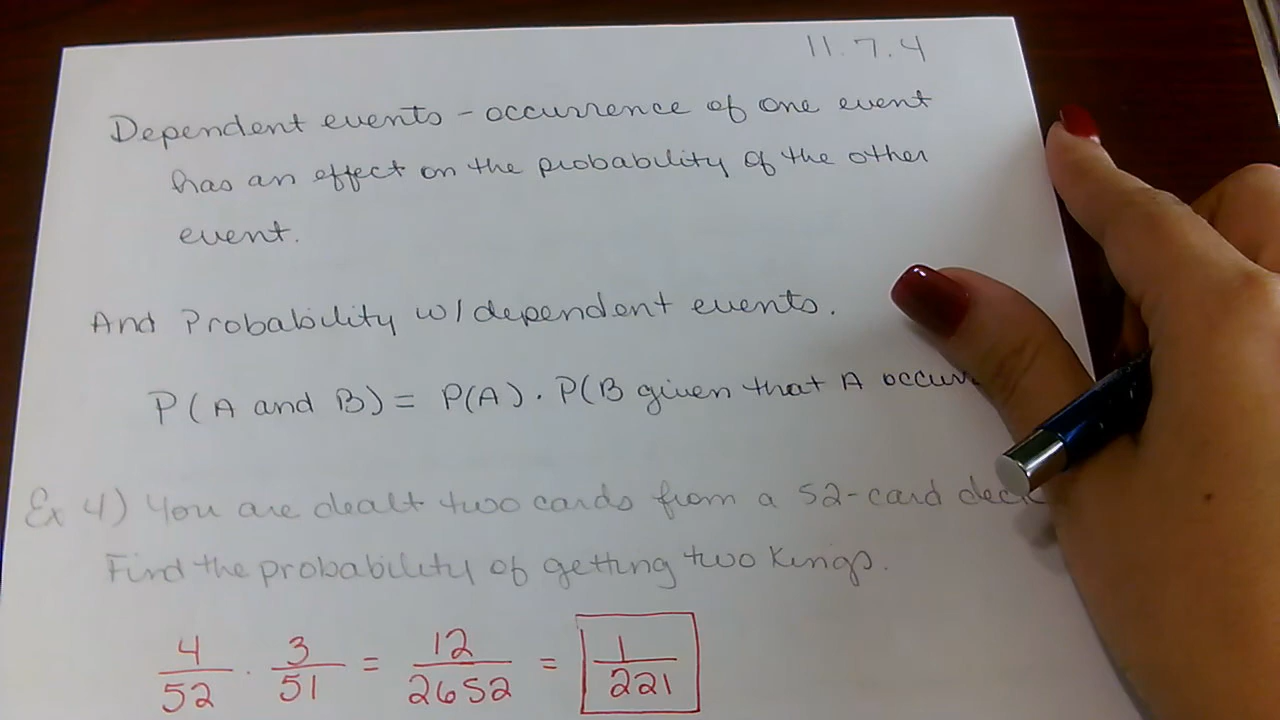 11.7.4
Dependent events - occurrence of one event
has an effect on the probability of the other
event.
And Probability w/ dependent events.
P(A and B) = P(A) · P(B given that A
Ex 4) You are dealt two cards from a 52-card
Find the probability of getting two kings.
4/52 · 3/51 = 12/2652 = 1/221